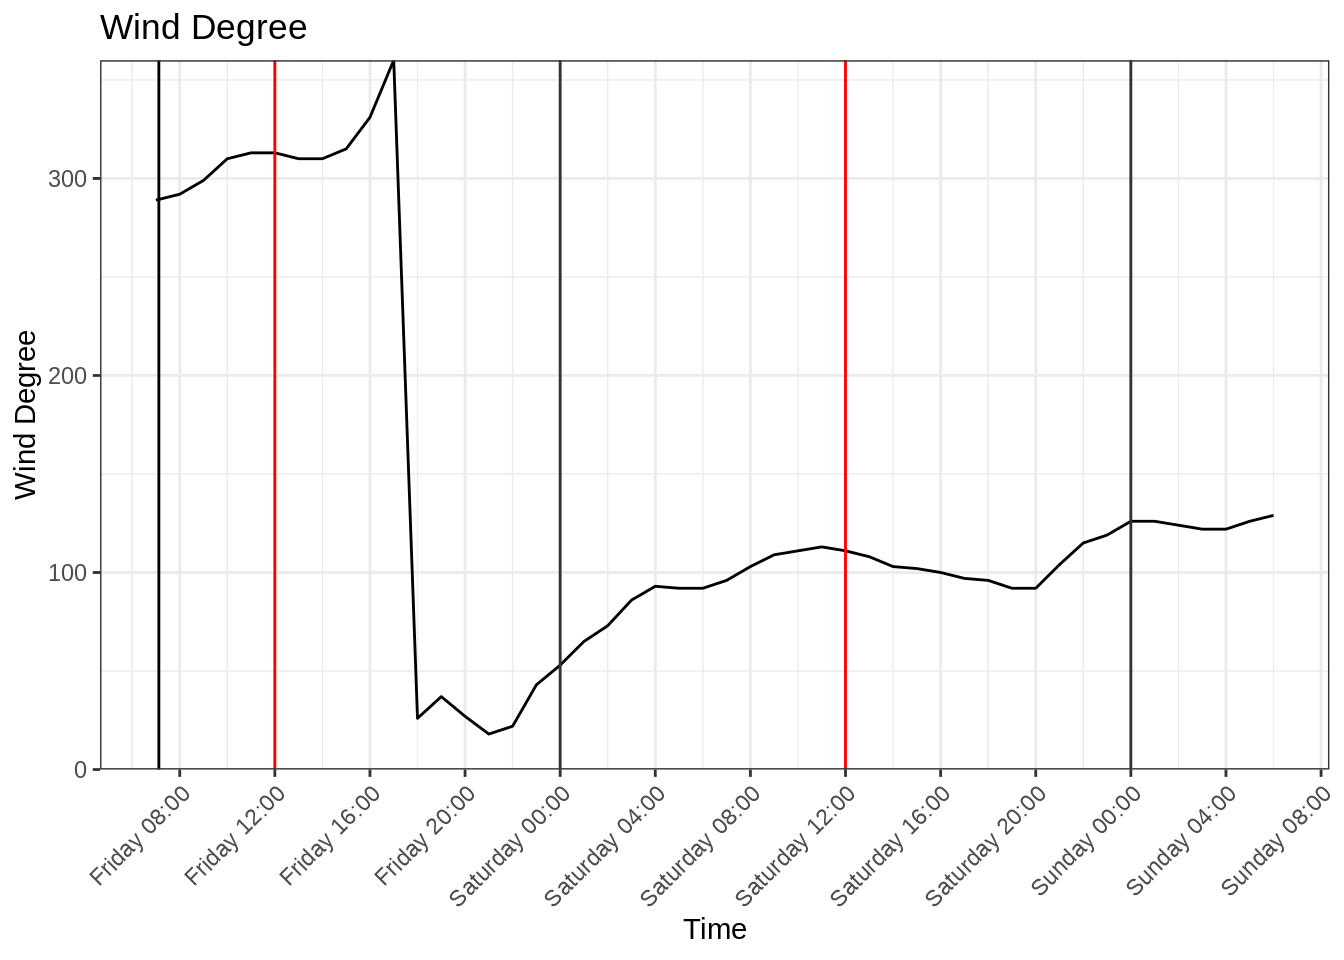 Wind Degree
Wind Degree
300
200
100
0
Friday 08:00
Friday 12:00
Friday 16:00
Friday 20:00
Saturday 00:00
Saturday 04:00
Saturday 08:00
Saturday 12:00
Saturday 16:00
Saturday 20:00
Sunday 00:00
Sunday 04:00
Sunday 08:00
Time